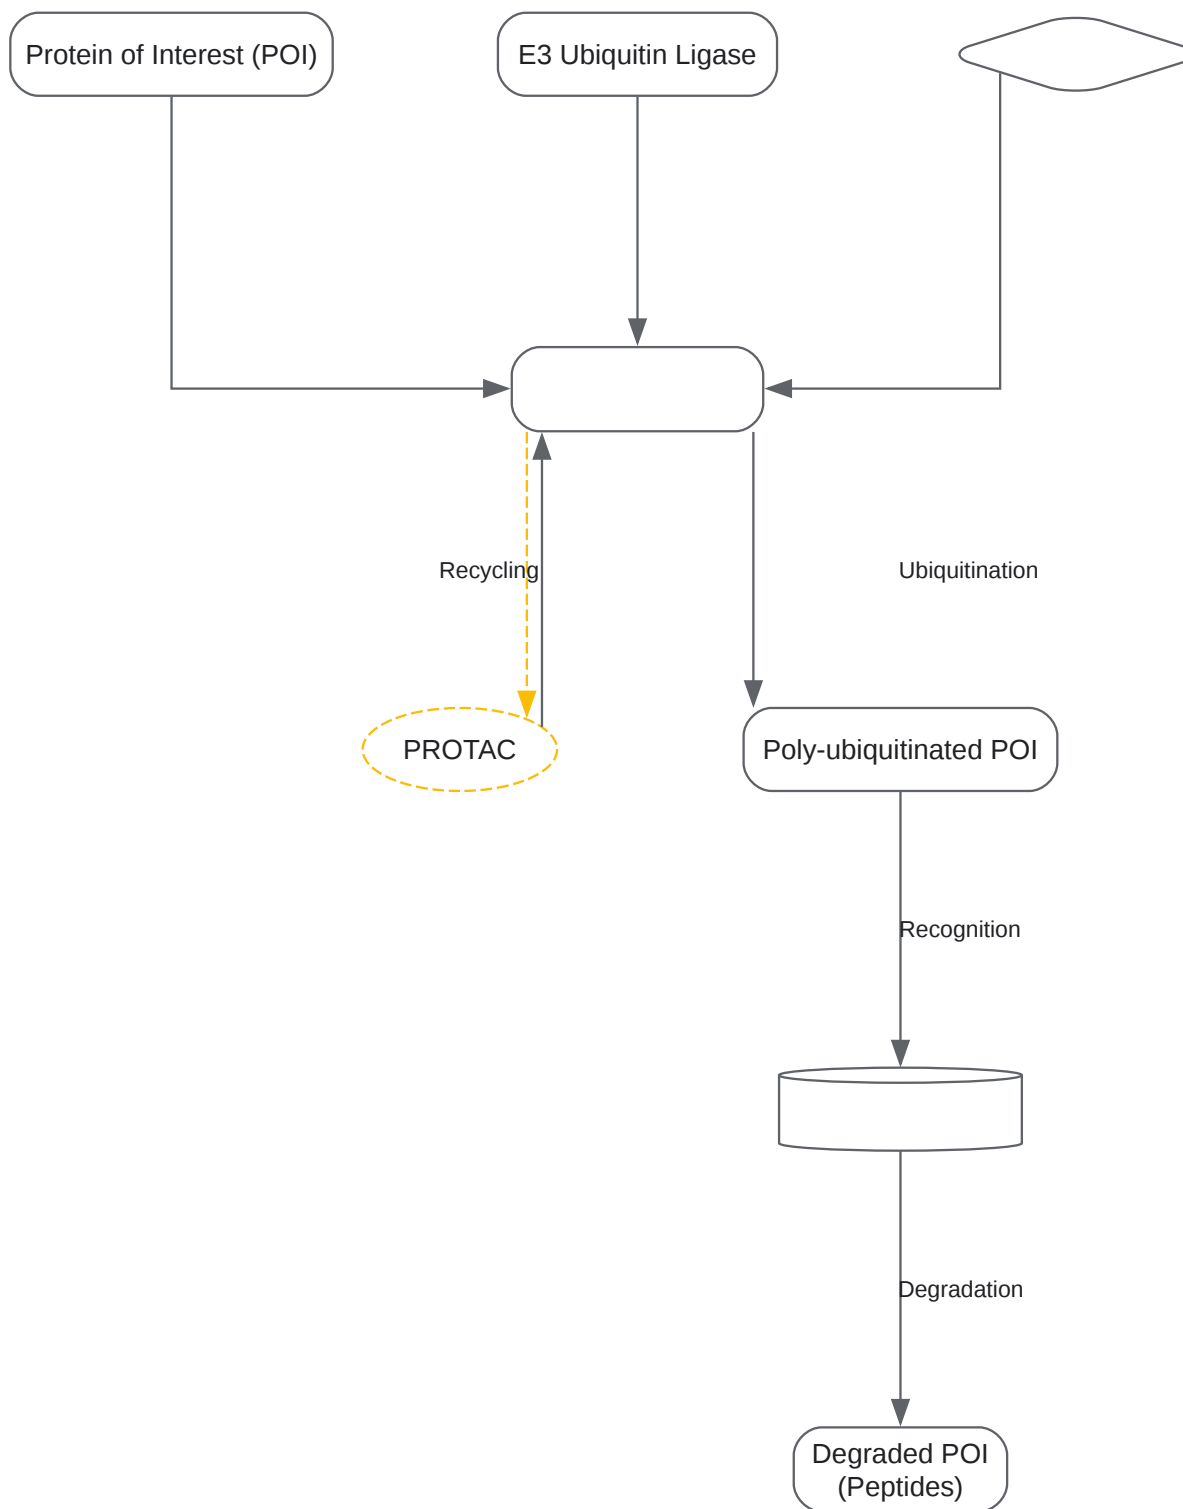 Protein of Interest (POI)
E3 Ubiquitin Ligase
Recycling
Ubiquitination
PROTAC
Poly-ubiquitinated POI
Recognition
Degradation
Degraded POI
(Peptides)